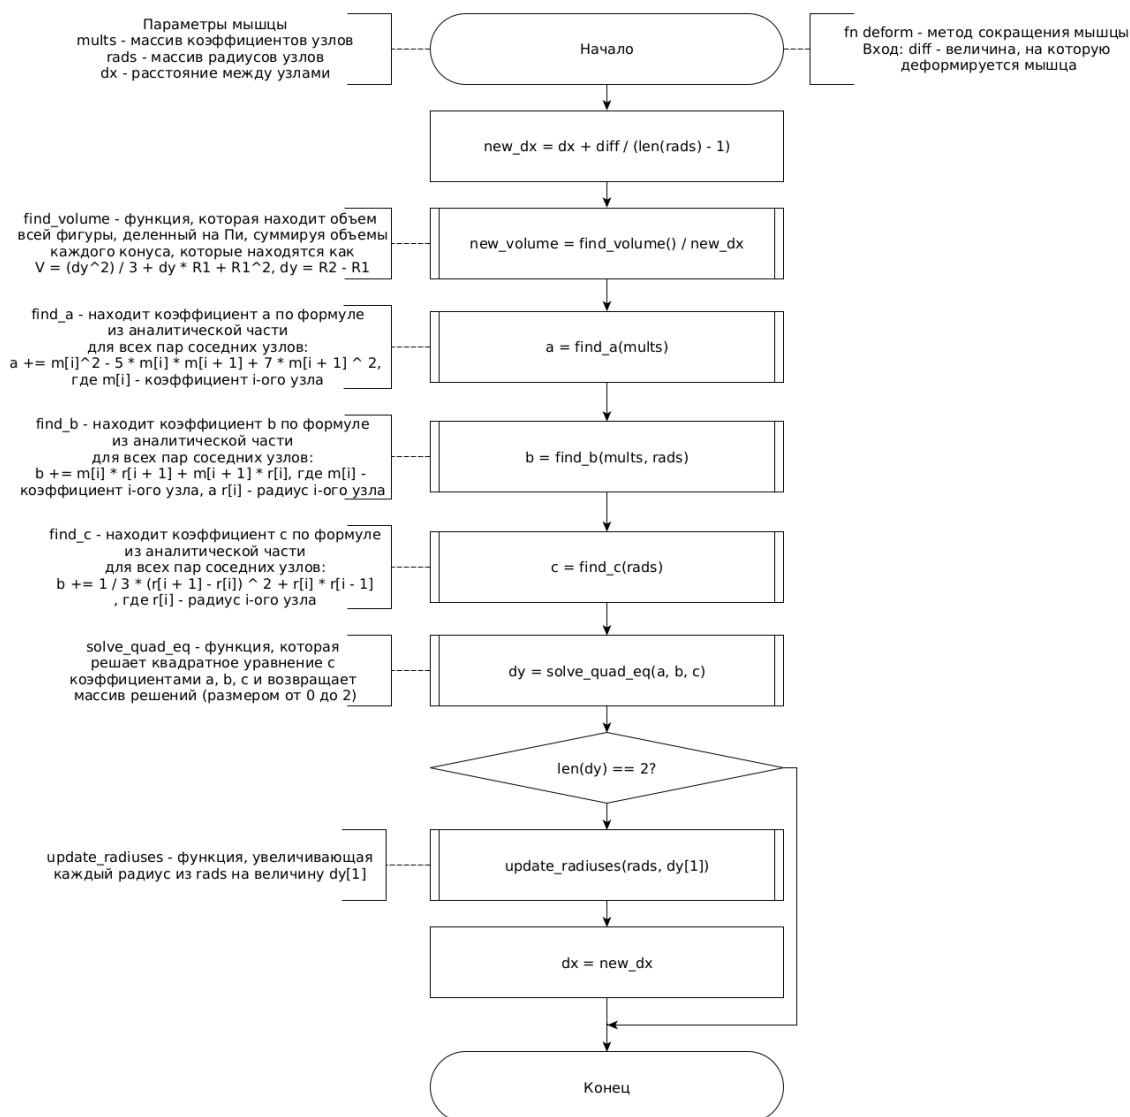 Параметры мышцы
mults - массив коэффициентов узлов
rads - массив радиусов узлов
dx - расстояние между узлами
Начало
fn deform - метод сокращения мышцы
Вход: diff - величина, на которую
деформируется мышца
new_dx = dx + diff / (len(rads) - 1)
find_volume - функция, которая находит объем
всей фигуры, деленный на Пи, суммируя объемы
каждого конуса, которые находятся как
V = (dy^2) / 3 + dy * R1 + R1^2, dy = R2 - R1
new_volume = find_volume() / new_dx
find_a - находит коэффициент a по формуле
из аналитической части
для всех пар соседних узлов:
a += m[i]^2 - 5 * m[i] * m[i + 1] + 7 * m[i + 1] ^ 2,
где m[i] - коэффициент i-ого узла
a = find_a(mults)
find_b - находит коэффициент b по формуле
из аналитической части
для всех пар соседних узлов:
b += m[i] * r[i + 1] + m[i + 1] * r[i], где m[i] -
коэффициент i-ого узла, а r[i] - радиус i-ого узла
b = find_b(mults, rads)
find_c - находит коэффициент c по формуле
из аналитической части
для всех пар соседних узлов:
b += 1 / 3 * (r[i + 1] - r[i]) ^ 2 + r[i] * r[i - 1]
, где r[i] - радиус i-ого узла
c = find_c(rads)
solve_quad_eq - функция, которая
решает квадратное уравнение с
коэффициентами a, b, c и возвращает
массив решений (размером от 0 до 2)
dy = solve_quad_eq(a, b, c)
len(dy) == 2?
update_radiuses - функция, увеличивающая
каждый радиус из rads на величину dy[1]
update_radiuses(rads, dy[1])
dx = new_dx
Конец